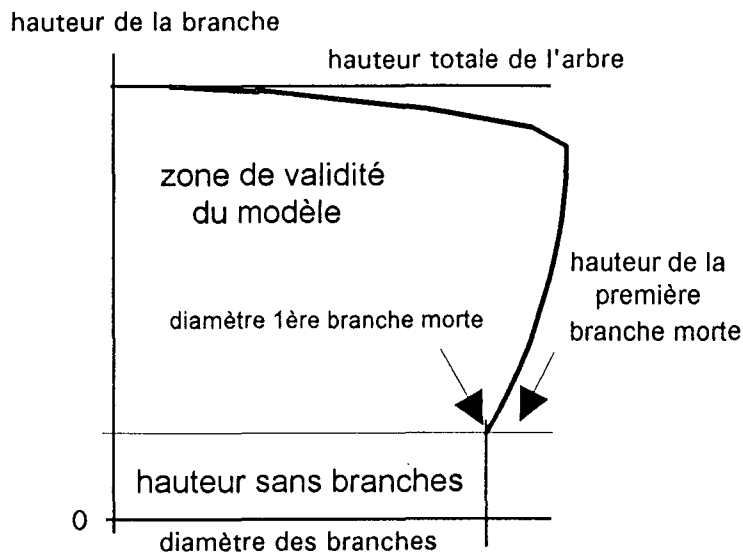 hauteur de la branche
hauteur totale de l'arbre
zone de validité
du modèle
hauteur de la
première
branche morte
diamètre 1ère branche morte
hauteur sans branches
0
diamètre des branches